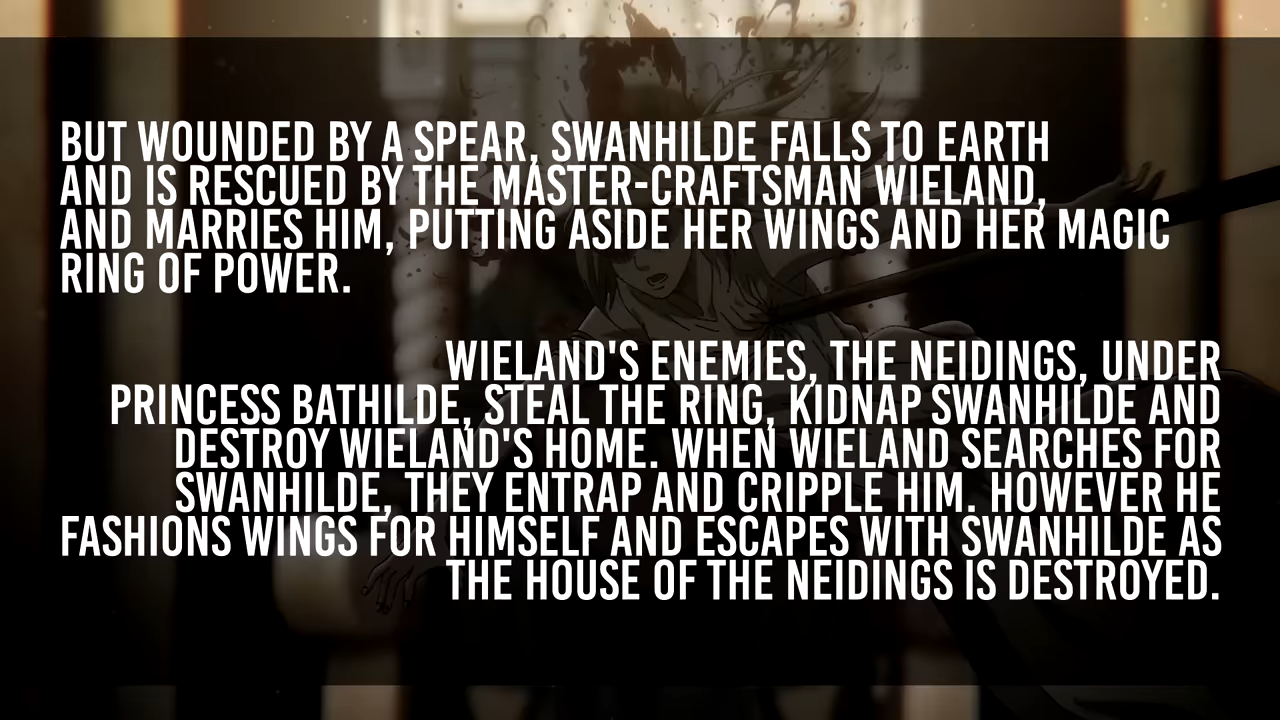 BUT WOUNDED BY A SPEAR, SWANHILDE FALLS TO EARTH
AND IS RESCUED BY THE MASTER-CRAFTSMAN WIELAND,
AND MARRIES HIM, PUTTING ASIDE HER WINGS AND HER MAGIC
RING OF POWER.
WIELAND'S ENEMIES, THE NEIDINGS, UNDER
PRINCESS BATHILDE, STEAL THE RING, KIDNAP SWANHILDE AND
DESTROY WIELAND'S HOME. WHEN WIELAND SEARCHES FOR
SWANHILDE, THEY ENTRAP AND CRIPPLE HIM. HOWEVER HE
FASHIONS WINGS FOR HIMSELF AND ESCAPES WITH SWANHILDE AS
THE HOUSE OF THE NEIDINGS IS DESTROYED.